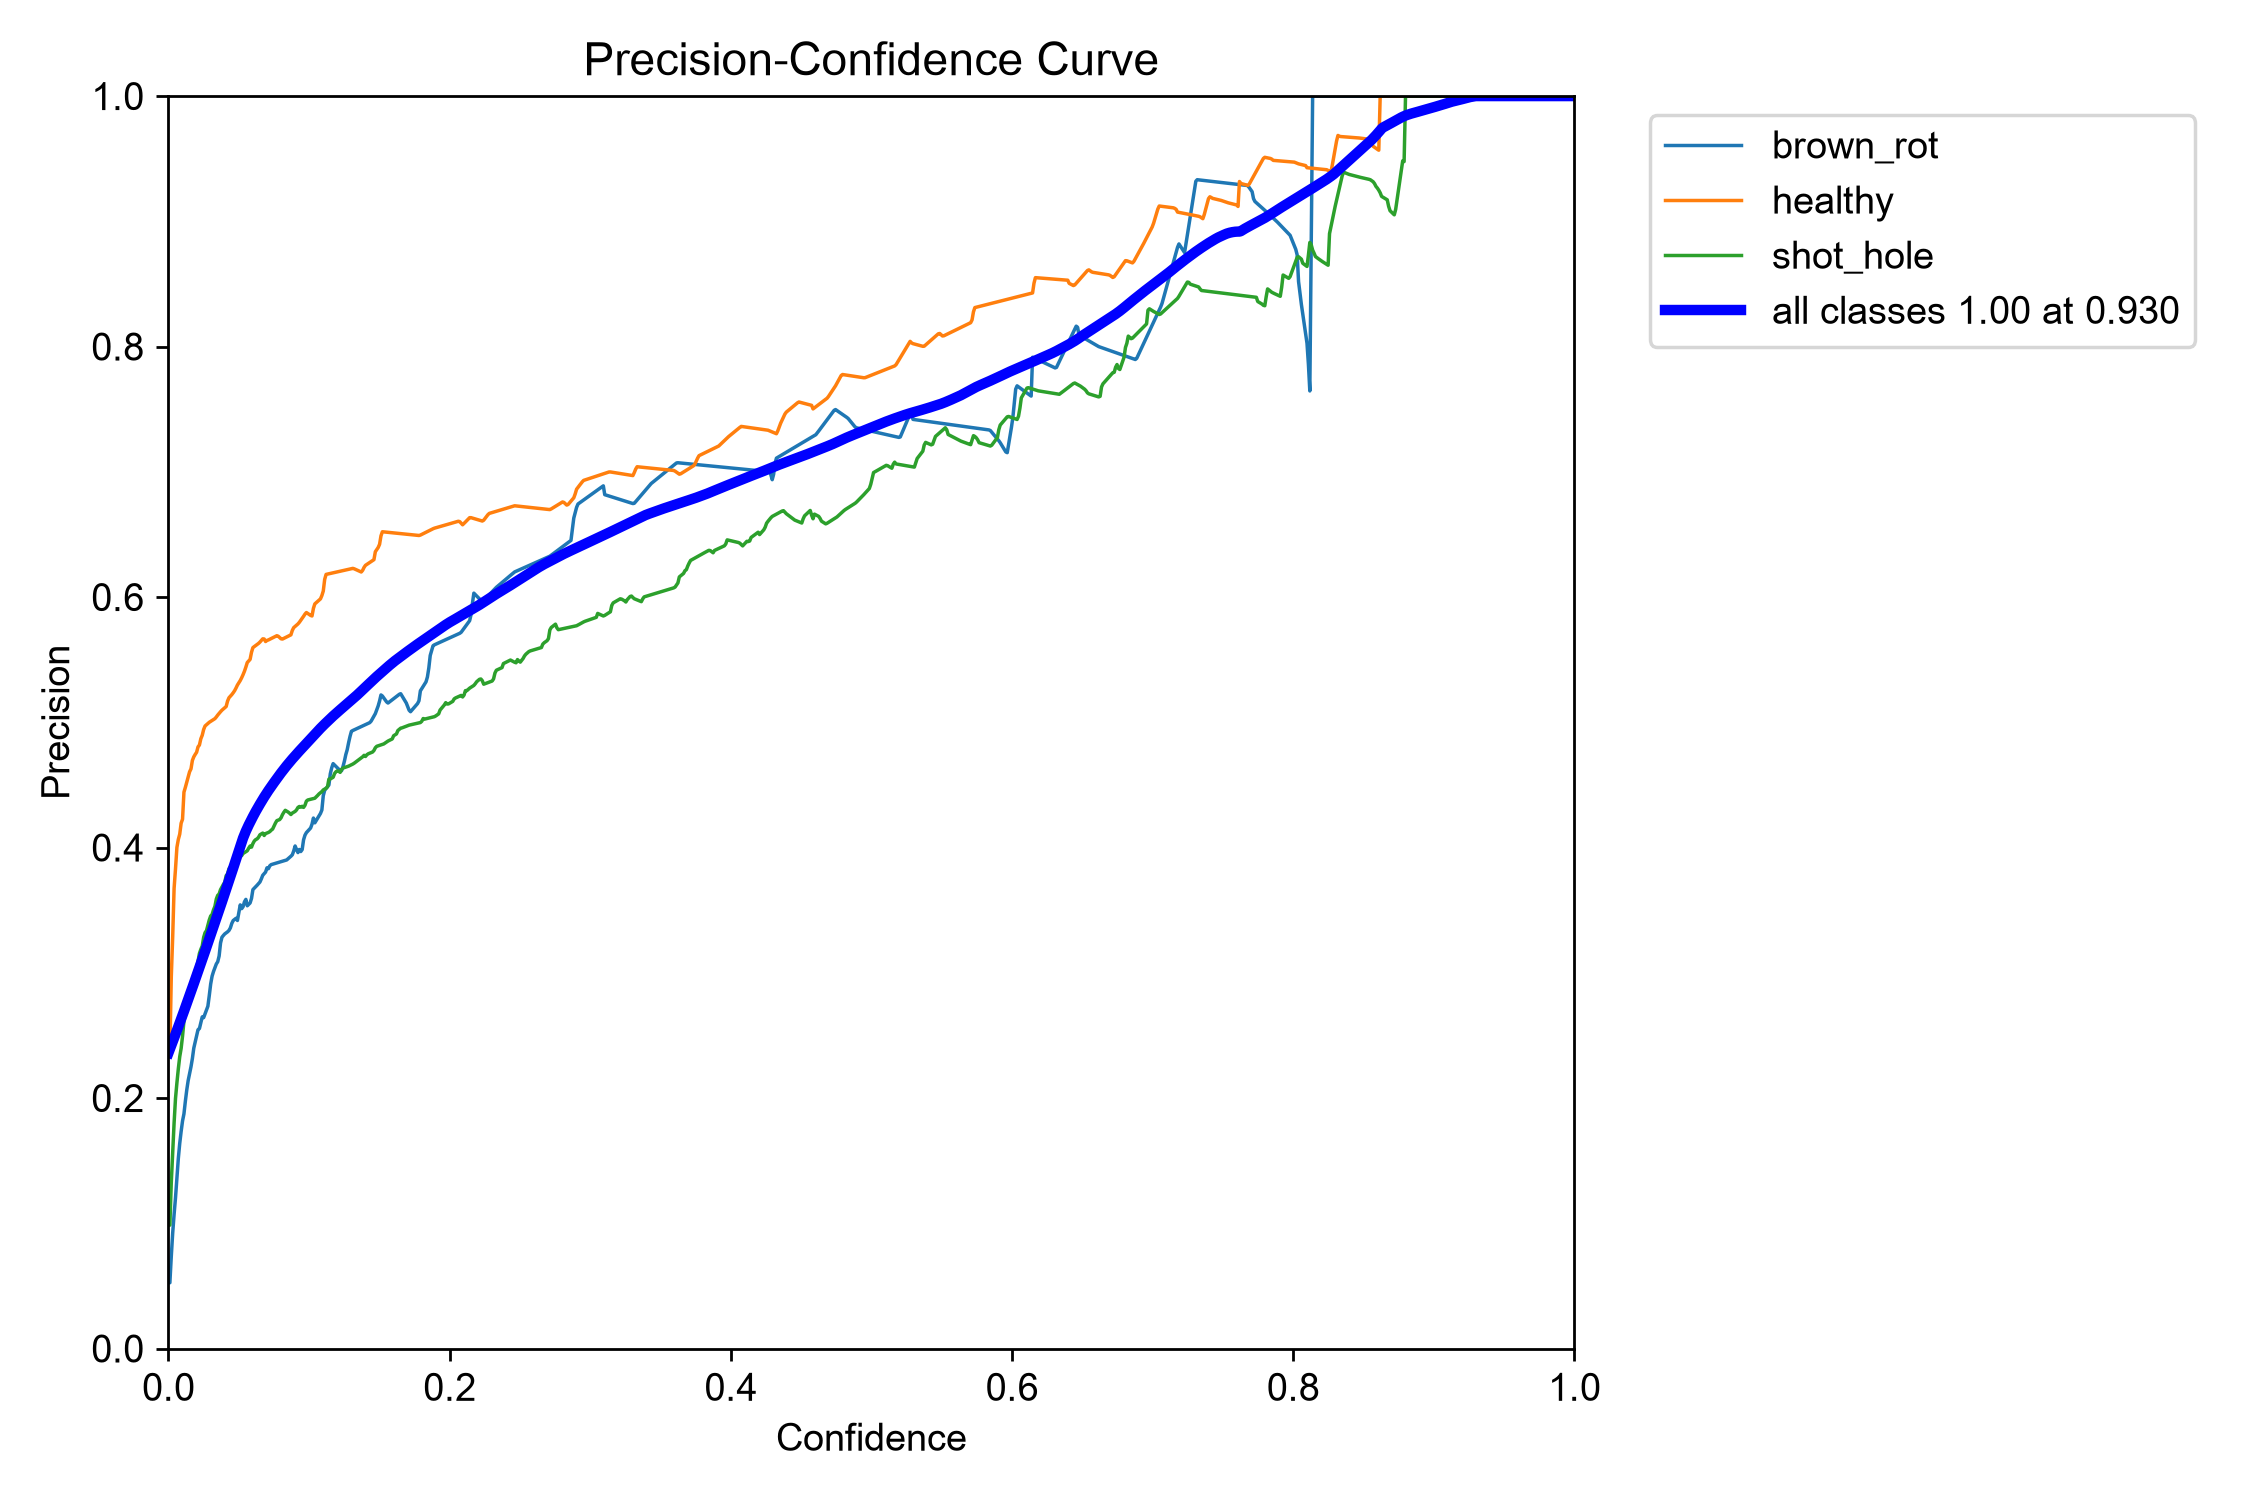 Precision-Confidence Curve
1.0
0.8
0.6
0.4
0.2
0.0
Precision
0.0 0.2 0.4 0.6 0.8 1.0
Confidence
brown_rot
healthy
shot_hole
all classes 1.00 at 0.930